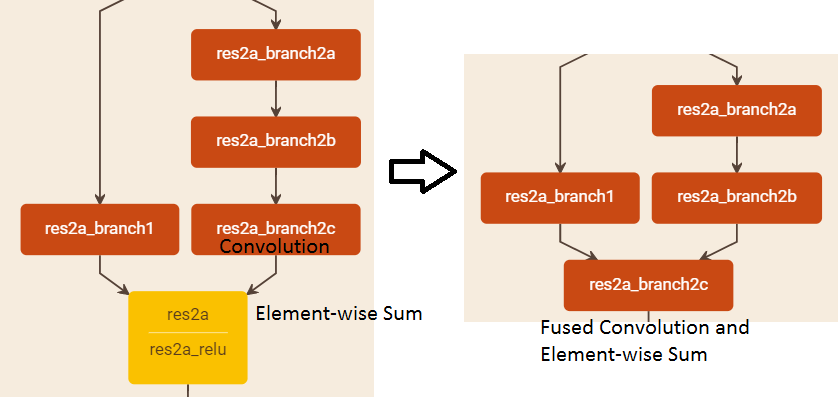 res2a_branch2a
res2a_branch2b
res2a_branch1
res2a_branch2c
Convolution
res2a
res2a_relu
Element-wise Sum
res2a_branch2a
res2a_branch1
res2a_branch2b
res2a_branch2c
Fused Convolution and
Element-wise Sum